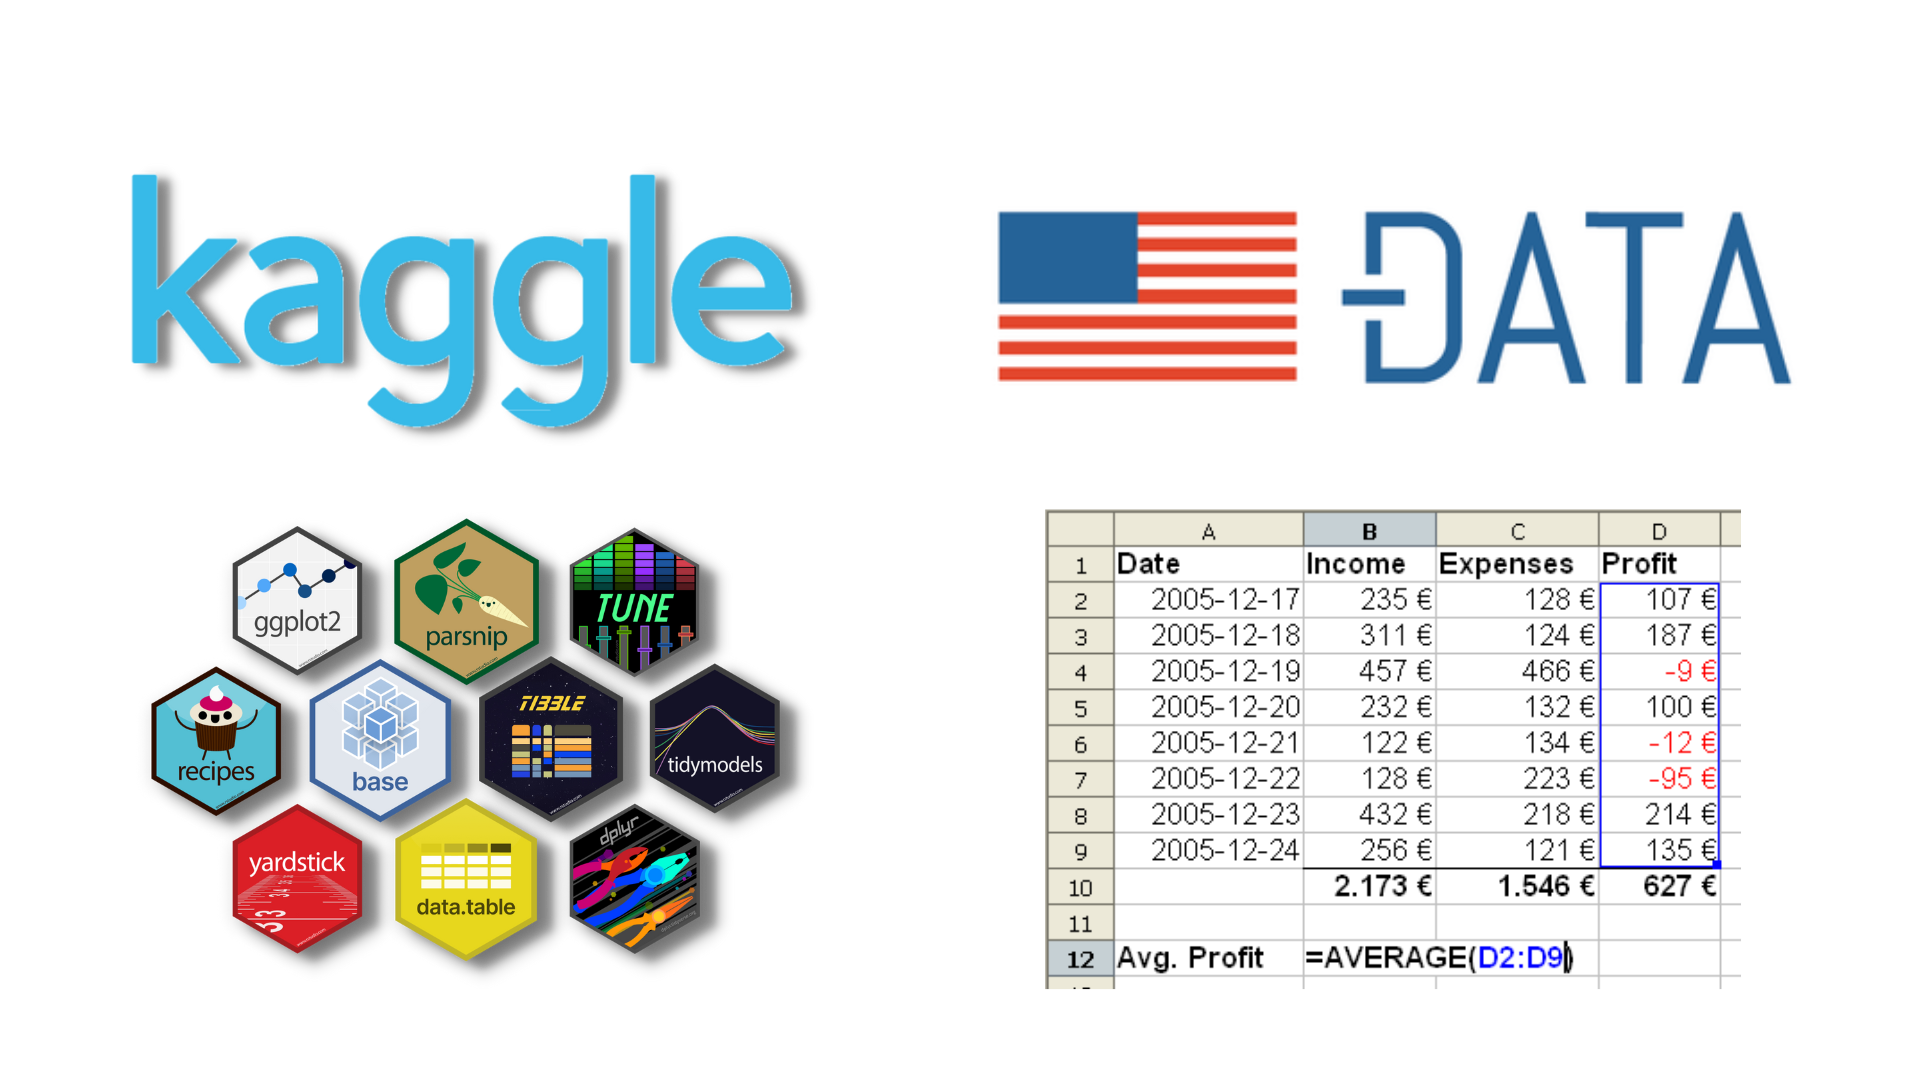 kaggle
DATA
ggplot2
parsnip
TUNE
recipes
base
TIBBLE
tidymodels
yardstick
data.table
dplyr
A B C D
1 Date Income Expenses Profit
2 2005-12-17 235 € 128 € 107 €
3 2005-12-18 311 € 124 € 187 €
4 2005-12-19 457 € 466 € -9 €
5 2005-12-20 232 € 132 € 100 €
6 2005-12-21 122 € 134 € -12 €
7 2005-12-22 128 € 223 € -95 €
8 2005-12-23 432 € 218 € 214 €
9 2005-12-24 256 € 121 € 135 €
10 2.173 € 1.546 € 627 €
11
12 Avg. Profit =AVERAGE(D2:D9)